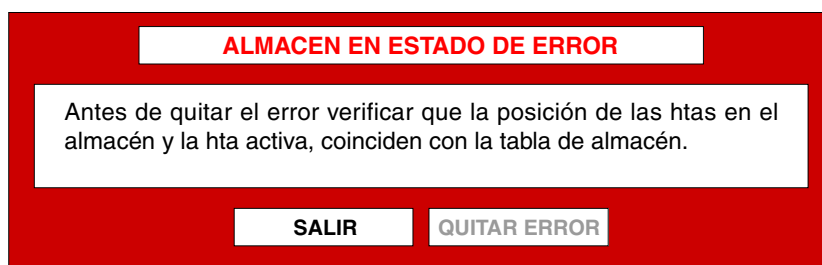 ALMACEN EN ESTADO DE ERROR
Antes de quitar el error verificar que la posición de las htas en el
almacén y la hta activa, coinciden con la tabla de almacén.
SALIR
QUITAR ERROR